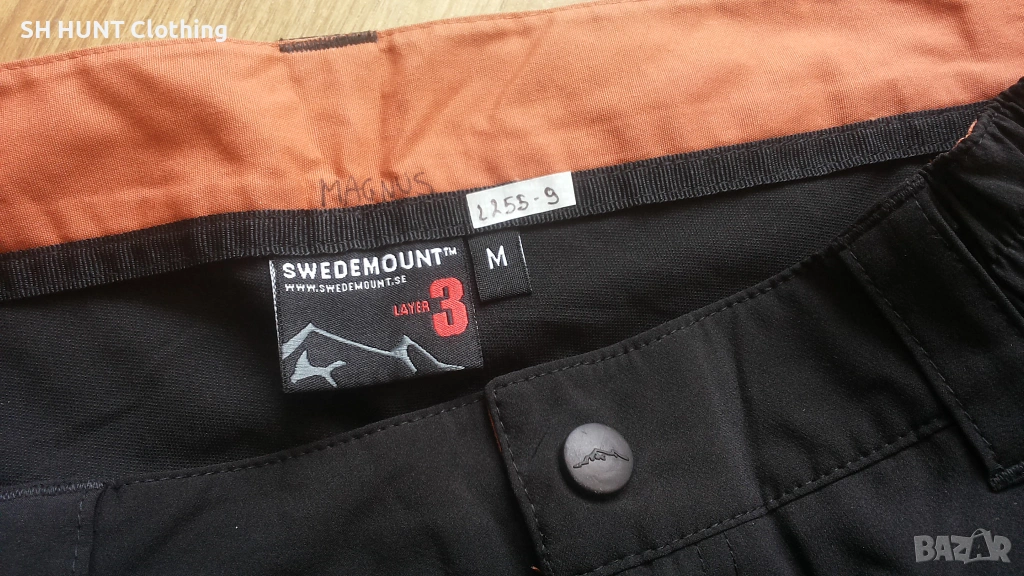 SH HUNT Clothing
MAGNUS
2255-9
SWEDEMOUNT™
WWW.SWEDEMOUNT.SE
LAYER 3
M
BAZAR